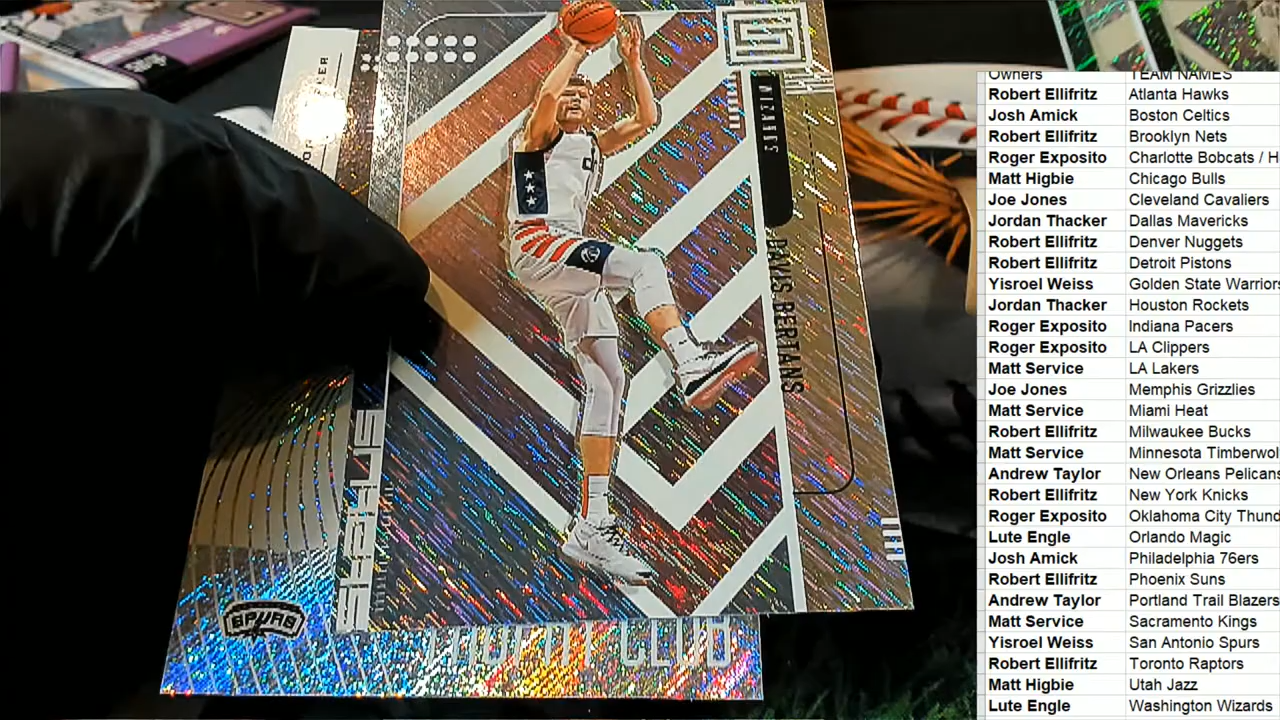 WIZARDS
DAVIS BERTANS
SPURS
Owners TEAM NAMES
Robert Ellifritz Atlanta Hawks
Josh Amick Boston Celtics
Robert Ellifritz Brooklyn Nets
Roger Exposito Charlotte Bobcats / H
Matt Higbie Chicago Bulls
Joe Jones Cleveland Cavaliers
Jordan Thacker Dallas Mavericks
Robert Ellifritz Denver Nuggets
Robert Ellifritz Detroit Pistons
Yisroel Weiss Golden State Warriors
Jordan Thacker Houston Rockets
Roger Exposito Indiana Pacers
Roger Exposito LA Clippers
Matt Service LA Lakers
Joe Jones Memphis Grizzlies
Matt Service Miami Heat
Robert Ellifritz Milwaukee Bucks
Matt Service Minnesota Timberwol
Andrew Taylor New Orleans Pelicans
Robert Ellifritz New York Knicks
Roger Exposito Oklahoma City Thund
Lute Engle Orlando Magic
Josh Amick Philadelphia 76ers
Robert Ellifritz Phoenix Suns
Andrew Taylor Portland Trail Blazers
Matt Service Sacramento Kings
Yisroel Weiss San Antonio Spurs
Robert Ellifritz Toronto Raptors
Matt Higbie Utah Jazz
Lute Engle Washington Wizards